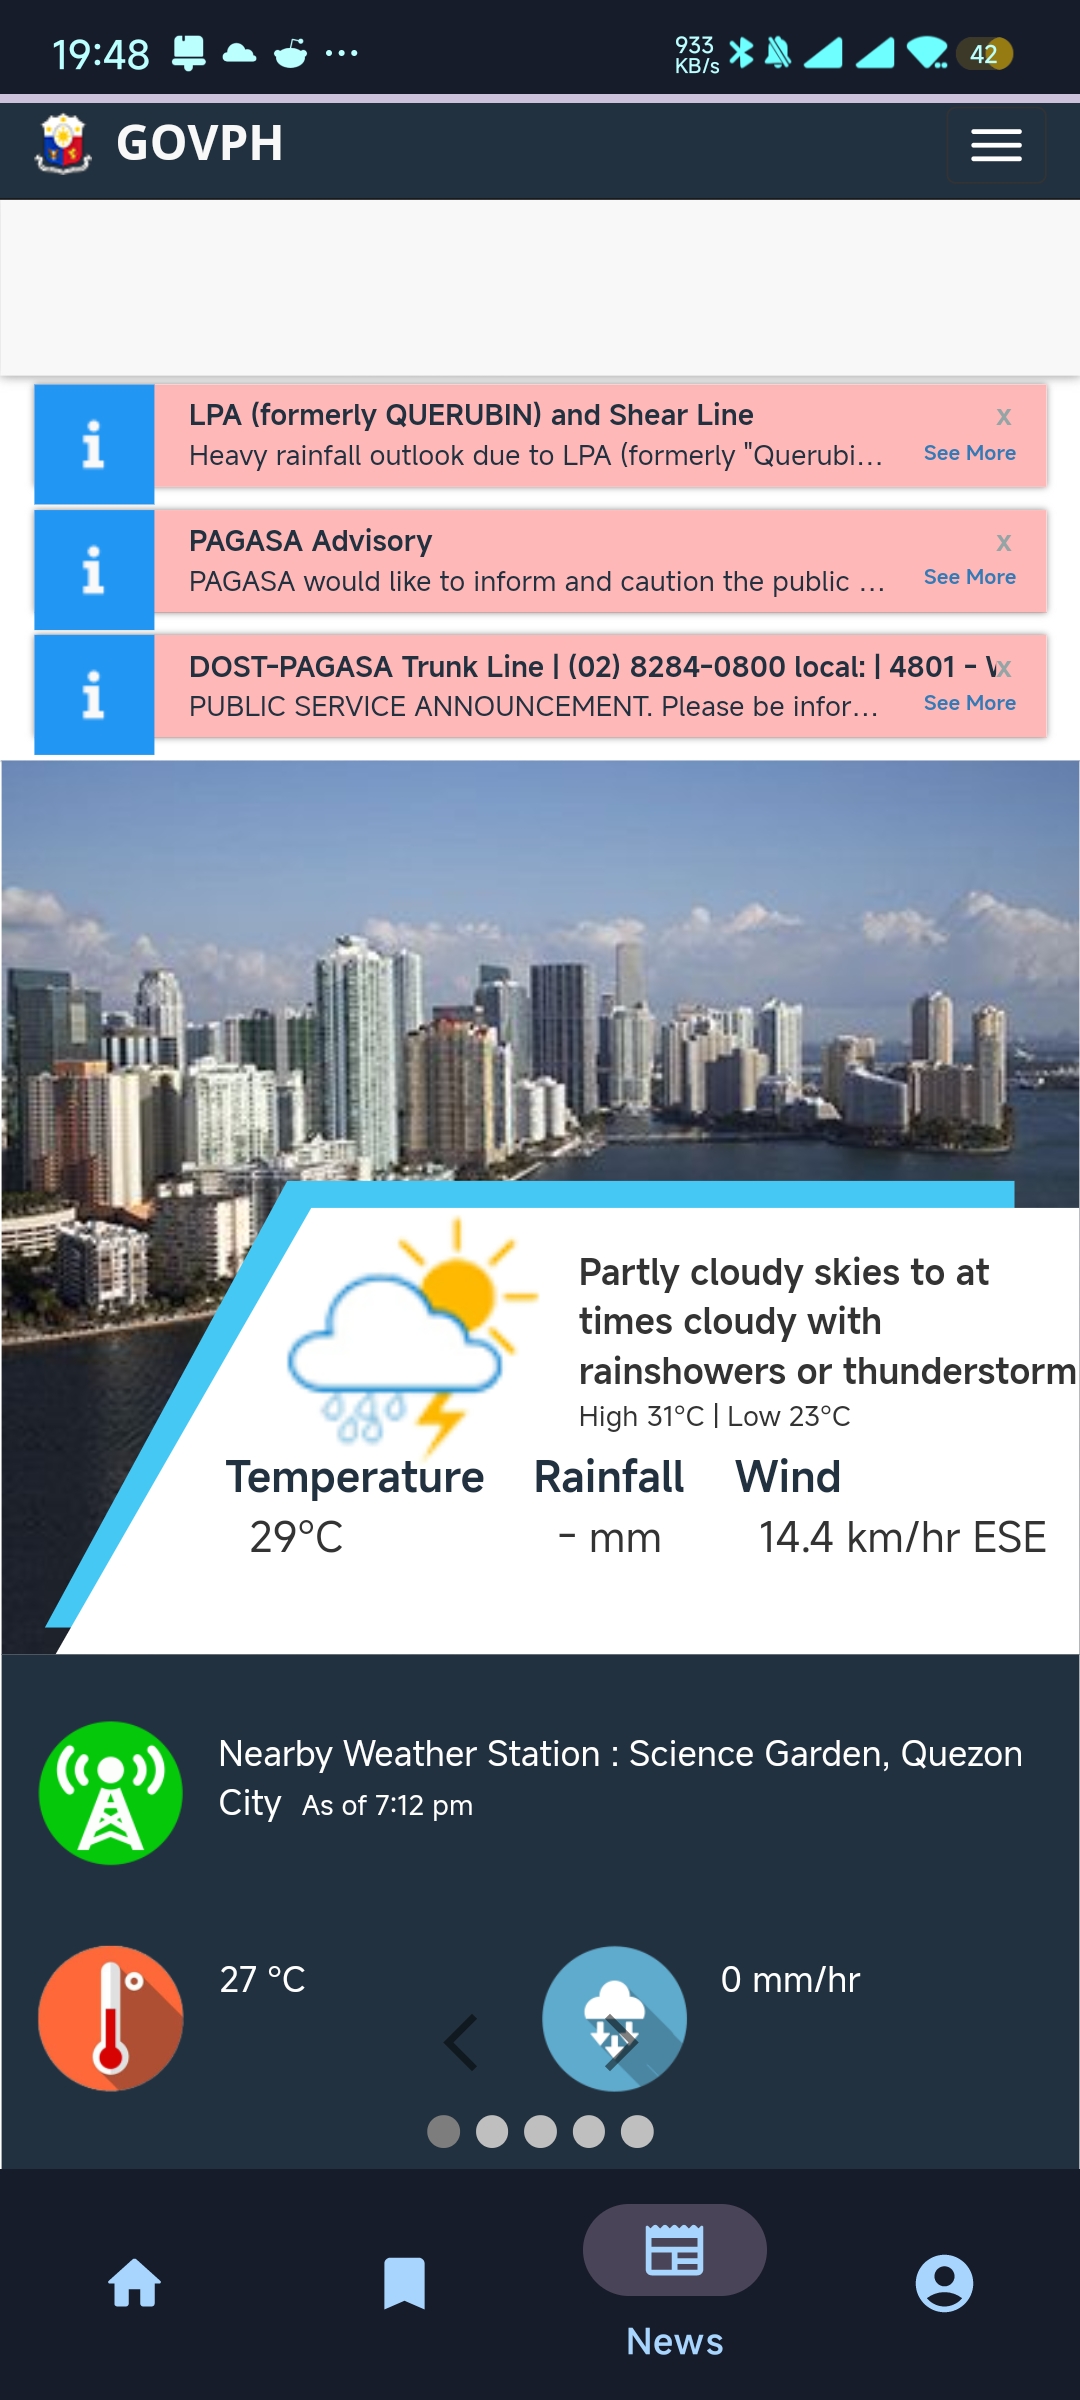 19:48
933
KB/s
42
GOVPH
LPA (formerly QUERUBIN) and Shear Line
x
Heavy rainfall outlook due to LPA (formerly "Querubi...
See More
PAGASA Advisory
x
PAGASA would like to inform and caution the public ...
See More
DOST-PAGASA Trunk Line | (02) 8284-0800 local: | 4801 -
x
PUBLIC SERVICE ANNOUNCEMENT. Please be infor...
See More
Partly cloudy skies to at
times cloudy with
rainshowers or thunderstorm
High 31°C | Low 23°C
Temperature Rainfall Wind
29°C - mm 14.4 km/hr ESE
Nearby Weather Station : Science Garden, Quezon
City As of 7:12 pm
27 °C
0 mm/hr
News